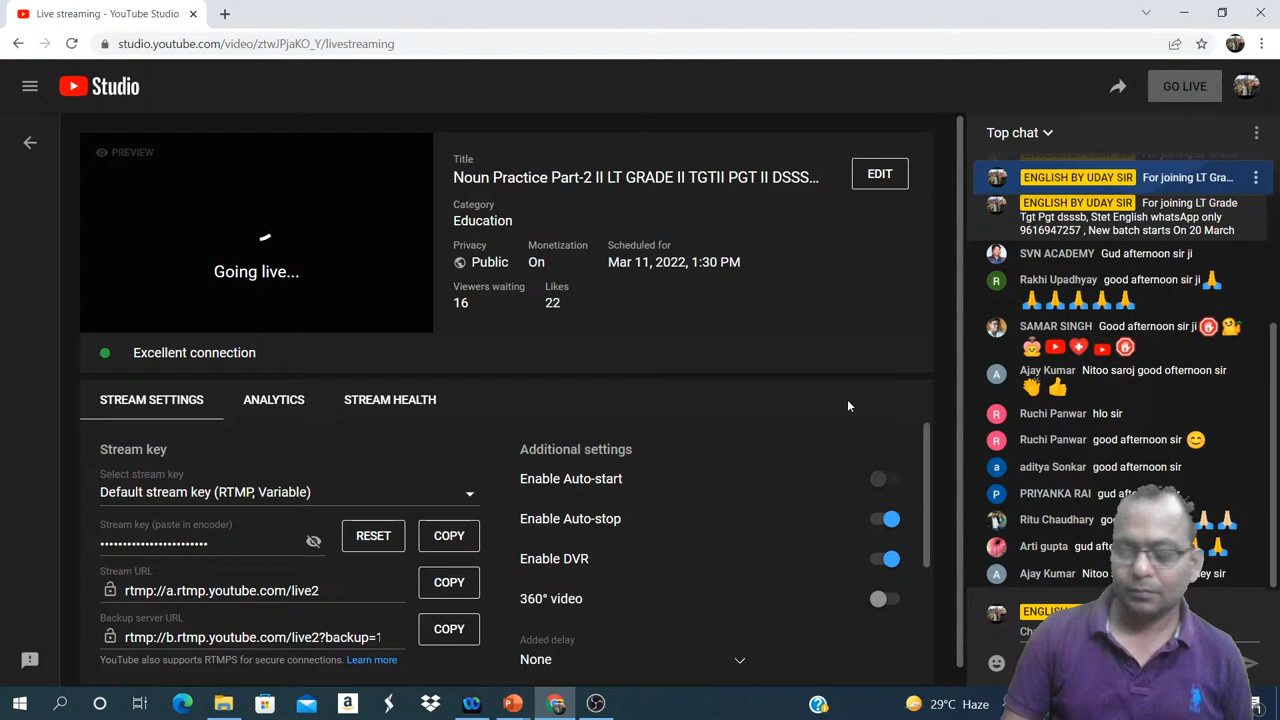 Live streaming - YouTube Studio
studio.youtube.com/video/ztwJPjaKO_Y/livestreaming
Studio
GO LIVE
PREVIEW
Going live...
Title
Noun Practice Part-2 II LT GRADE II TGTII PGT II DSSS...
EDIT
Category
Education
Privacy
Public
Monetization
On
Scheduled for
Mar 11, 2022, 1:30 PM
Viewers waiting
16
Likes
22
Excellent connection
STREAM SETTINGS
ANALYTICS
STREAM HEALTH
Stream key
Select stream key
Default stream key (RTMP, Variable)
Stream key (paste in encoder)
RESET
COPY
Stream URL
rtmp://a.rtmp.youtube.com/live2
COPY
Backup server URL
rtmp://b.rtmp.youtube.com/live2?backup=1
COPY
YouTube also supports RTMPS for secure connections. Learn more
Additional settings
Enable Auto-start
Enable Auto-stop
Enable DVR
360° video
Added delay
None
Top chat
ENGLISH BY UDAY SIR For joining LT Gra...
ENGLISH BY UDAY SIR For joining LT Grade
Tgt Pgt dsssb, Stet English whatsApp only
9616947257 , New batch starts On 20 March
SVN ACADEMY Gud afternoon sir ji
Rakhi Upadhyay good afternoon sir ji
SAMAR SINGH Good afternoon sir ji
Ajay Kumar Nitoo saroj good ofternoon sir
Ruchi Panwar hlo sir
Ruchi Panwar good afternoon sir
aditya Sonkar good afternoon sir
PRIYANKA RAI gud
Ritu Chaudhary
Arti gupta gud
Ajay Kumar Nitoo sir
ENGLISH
29°C Haze